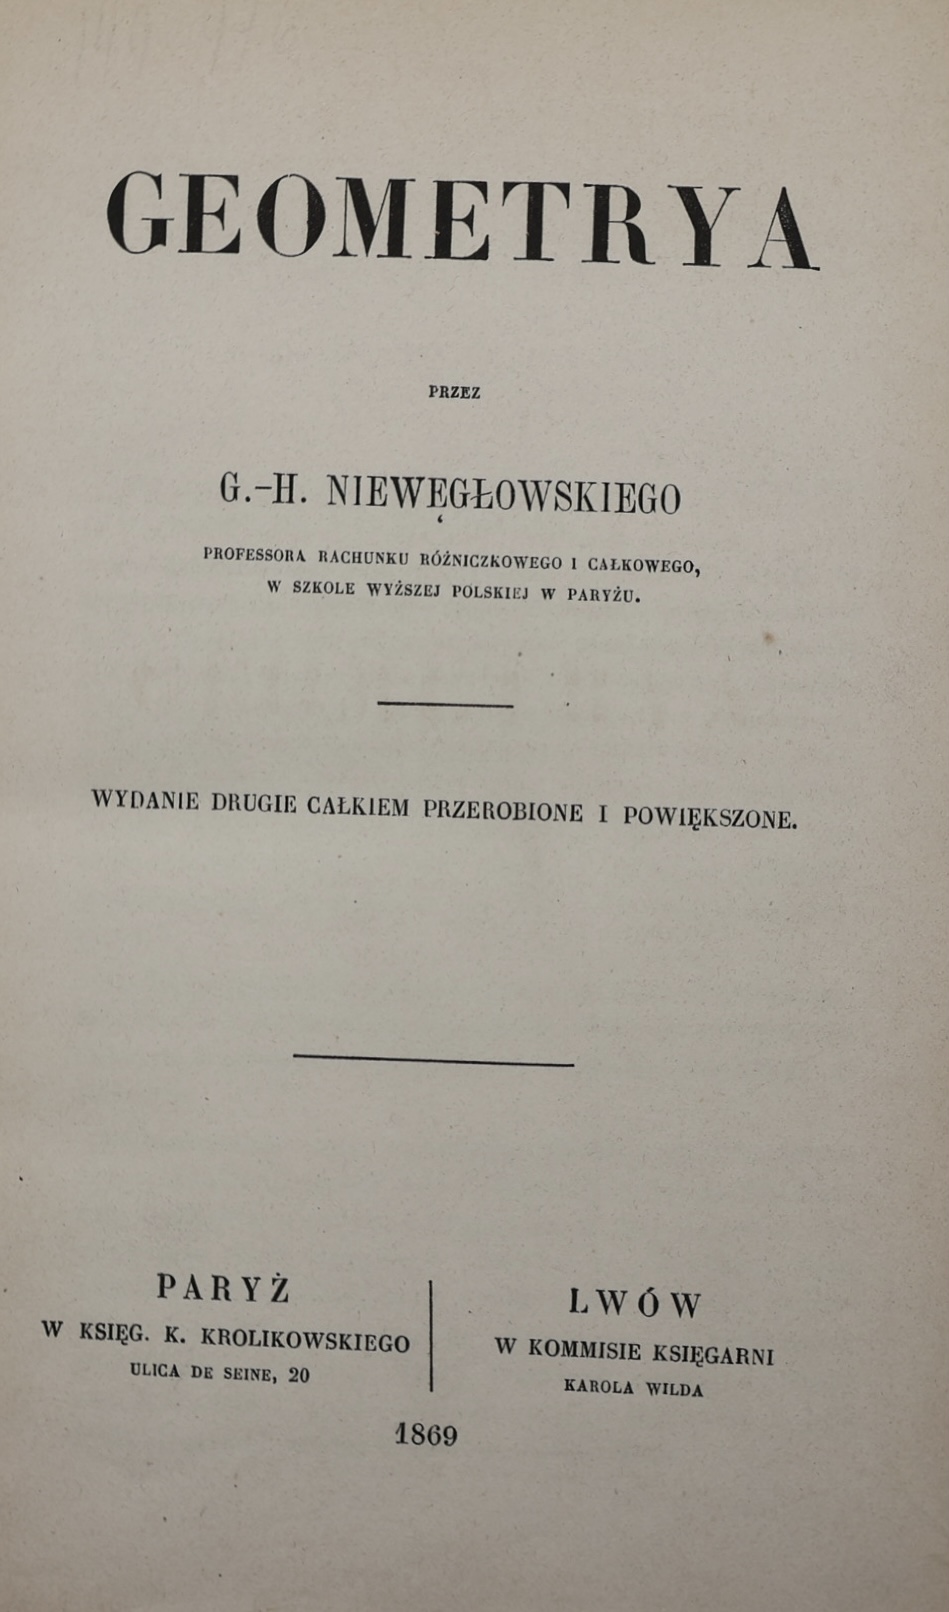 GEOMETRYA
PRZEZ
G.-H. NIEWĘGŁOWSKIEGO
PROFESSORA RACHUNKU RÓŻNICZKOWEGO I CAŁKOWEGO,
W SZKOLE WYŻSZEJ POLSKIEJ W PARYŻU.
WYDANIE DRUGIE CAŁKIEM PRZEROBIONE I POWIĘKSZONE.
PARYŻ
W KSIĘG. K. KROLIKOWSKIEGO
ULICA DE SEINE, 20
LWÓW
W KOMMISIE KSIĘGARNI
KAROLA WILDA
1869